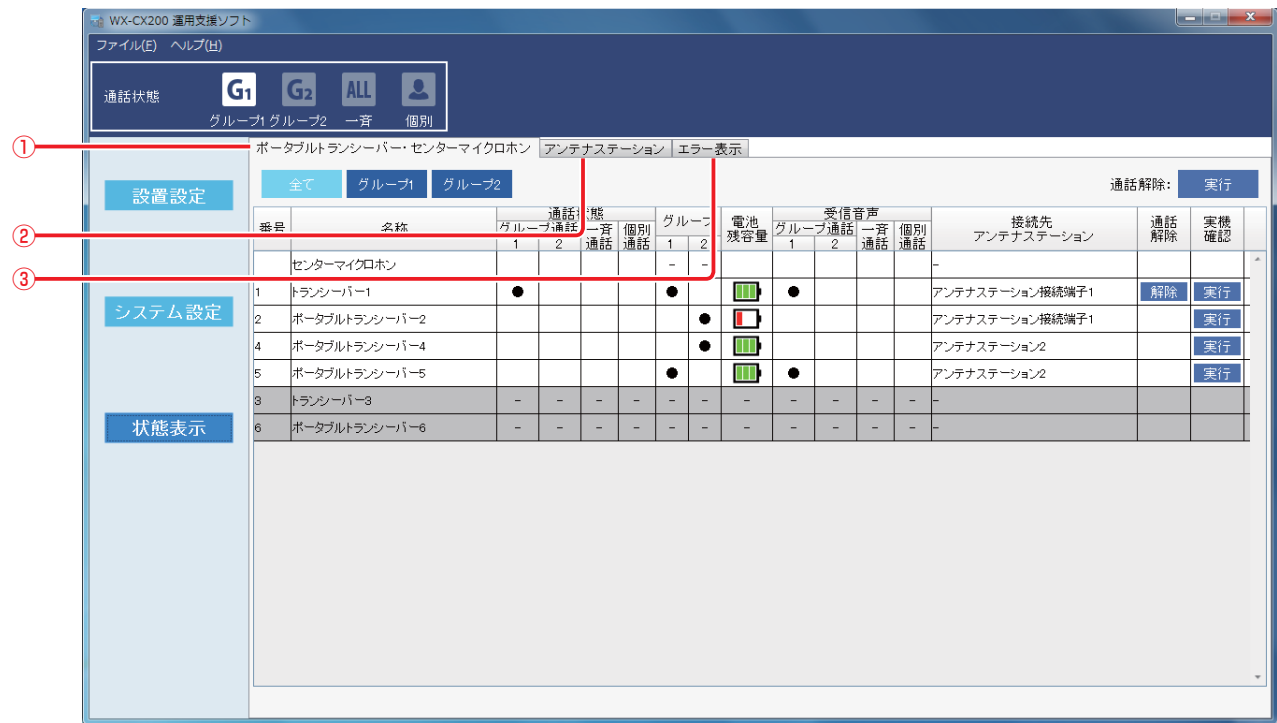 WX-CX200 運用支援ソフト
ファイル(F) ヘルプ(H)
通話状態
G1 G2 ALL
グループ1 グループ2 一斉 個別
① ポータブルトランシーバー・センターマイクロホン アンテナステーション エラー表示
設置設定
全て グループ1 グループ2 通話解除: 実行
②
番号 名称 通話状態 グループ 電池残容量 受信音声 接続先アンテナステーション 通話解除 実機確認
グループ通話 一斉通話 個別通話 グループ通話 一斉通話 個別通話
1 2 1 2 1 2
③
センターマイクロホン - - -
1 トランシーバー1 ● ● ● アンテナステーション接続端子1 解除 実行
システム設定
2 ポータブルトランシーバー2 ● アンテナステーション接続端子1 実行
4 ポータブルトランシーバー4 ● アンテナステーション2 実行
5 ポータブルトランシーバー5 ● ● アンテナステーション2 実行
3 トランシーバー3 - - - - - - - - - - - -
状態表示
6 ポータブルトランシーバー6 - - - - - - - - - - - -